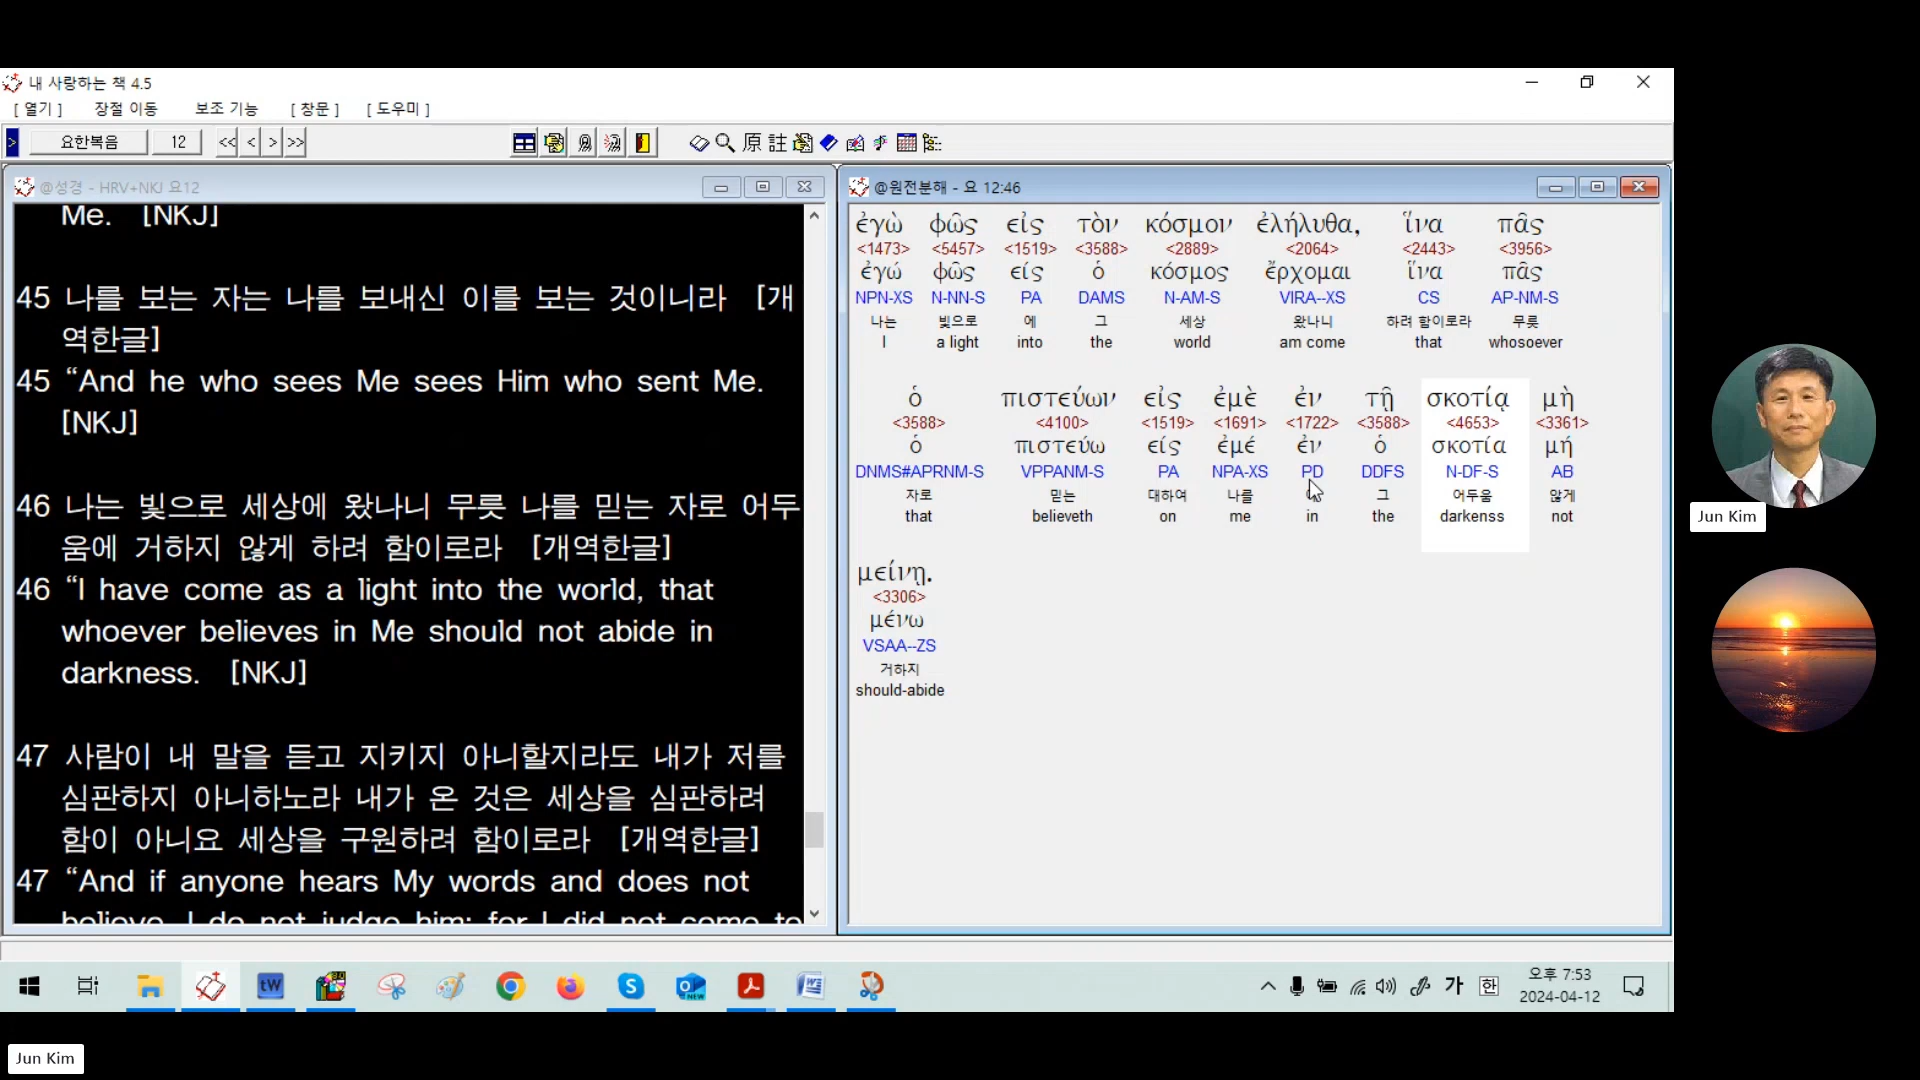 내 사랑하는 책 4.5
[ 열기 ] 장절 이동 보조 기능 [ 창문 ] [ 도우미 ]
> 요한복음 12 << < > >> 原 註
@성경 - HRV+NKJ 요12
Me. [NKJ]
45 나를 보는 자는 나를 보내신 이를 보는 것이니라 [개
역한글]
45 “And he who sees Me sees Him who sent Me.
[NKJ]
46 나는 빛으로 세상에 왔나니 무릇 나를 믿는 자로 어두
움에 거하지 않게 하려 함이로라 [개역한글]
46 “I have come as a light into the world, that
whoever believes in Me should not abide in
darkness. [NKJ]
47 사람이 내 말을 듣고 지키지 아니할지라도 내가 저를
심판하지 아니하노라 내가 온 것은 세상을 심판하려
함이 아니요 세상을 구원하려 함이로라 [개역한글]
47 “And if anyone hears My words and does not
believe, I do not judge him; for I did not come to
@원전분해 - 요 12:46
ἐγὼ φῶς εἰς τὸν κόσμον ἐλήλυθα, ἵνα πᾶς
<1473> <5457> <1519> <3588> <2889> <2064> <2443> <3956>
ἐγώ φῶς εἰς ὁ κόσμος ἔρχομαι ἵνα πᾶς
NPN-XS N-NN-S PA DAMS N-AM-S VIRA--XS CS AP-NM-S
나는 빛으로 에 그 세상 왔나니 하려 함이로라 무릇
I a light into the world am come that whosoever
ὁ πιστεύων εἰς ἐμὲ ἐν τῇ σκοτίᾳ μὴ
<3588> <4100> <1519> <1691> <1722> <3588> <4653> <3361>
ὁ πιστεύω εἰς ἐμέ ἐν ὁ σκοτία μή
DNMS#APRNM-S VPPANM-S PA NPA-XS PD DDFS N-DF-S AB
자로 믿는 대하여 나를 그 어두움 않게
that believeth on me in the darkenss not
μείνῃ.
<3306>
μένω
VSAA--ZS
거하지
should-abide
Jun Kim
가 한
오후 7:53
2024-04-12
Jun Kim